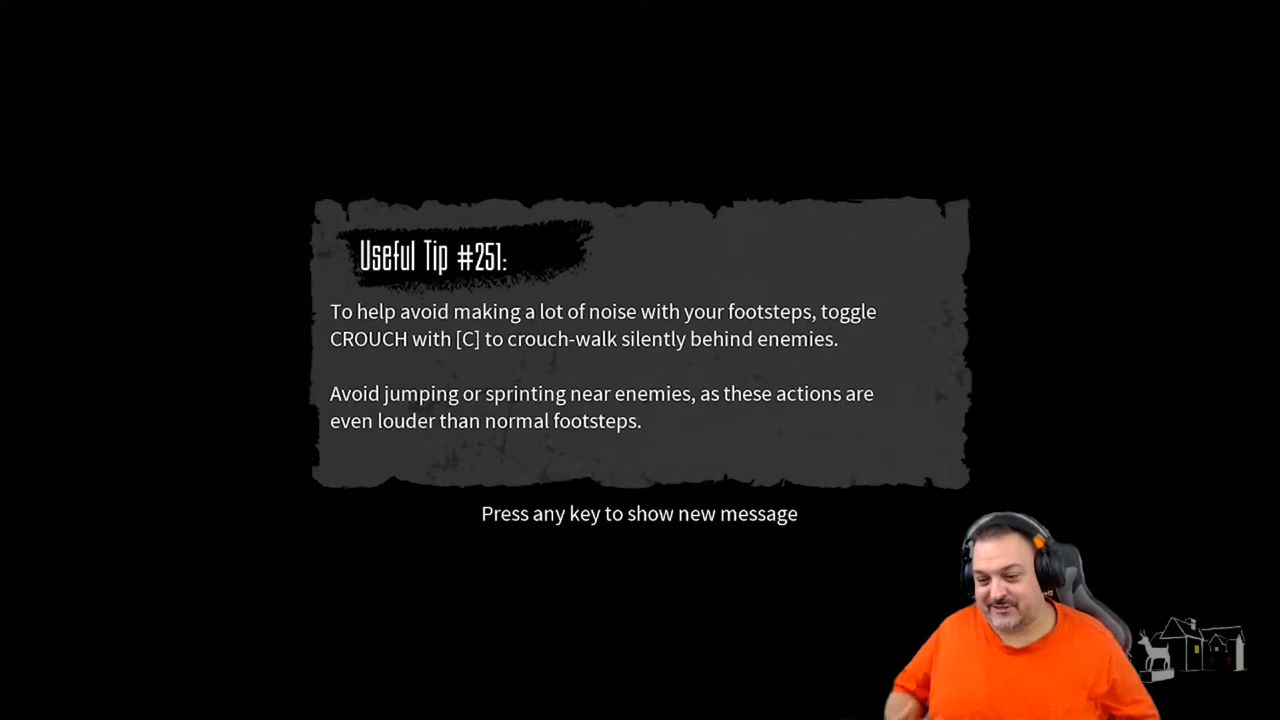 Useful Tip #251:
To help avoid making a lot of noise with your footsteps, toggle
CROUCH with [C] to crouch-walk silently behind enemies.
Avoid jumping or sprinting near enemies, as these actions are
even louder than normal footsteps.
Press any key to show new message